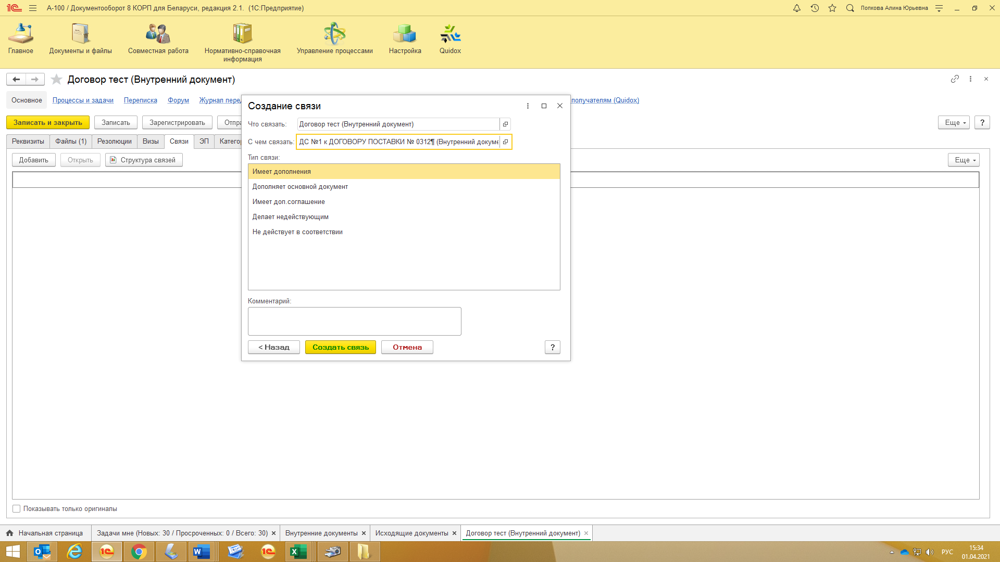 А-100 / Документооборот 8 КОРП для Беларуси, редакция 2.1. (1С:Предприятие)
Попкова Алина Юрьевна
Главное
Документы и файлы
Совместная работа
Нормативно-справочная
информация
Управление процессами
Настройка
Quidox
Договор тест (Внутренний документ)
Основное
Процессы и задачи
Переписка
Форум
Журнал перед
получателям (Quidox)
Записать и закрыть
Записать
Зарегистрировать
Отпра
Еще
?
Реквизиты
Файлы (1)
Резолюции
Визы
Связи
ЭП
Катего
Добавить
Открыть
Структура связей
Еще
Создание связи
Что связать:
Договор тест (Внутренний документ)
С чем связать:
ДС №1 к ДОГОВОРУ ПОСТАВКИ № 0312¶ (Внутренний докуме
Тип связи:
Имеет дополнения
Дополняет основной документ
Имеет доп.соглашение
Делает недействующим
Не действует в соответствии
Комментарий:
< Назад
Создать связь
Отмена
?
Показывать только оригиналы
Начальная страница
Задачи мне (Новых: 30 / Просроченных: 0 / Всего: 30)
Внутренние документы
Исходящие документы
Договор тест (Внутренний документ)
РУС
15:34
01.04.2021